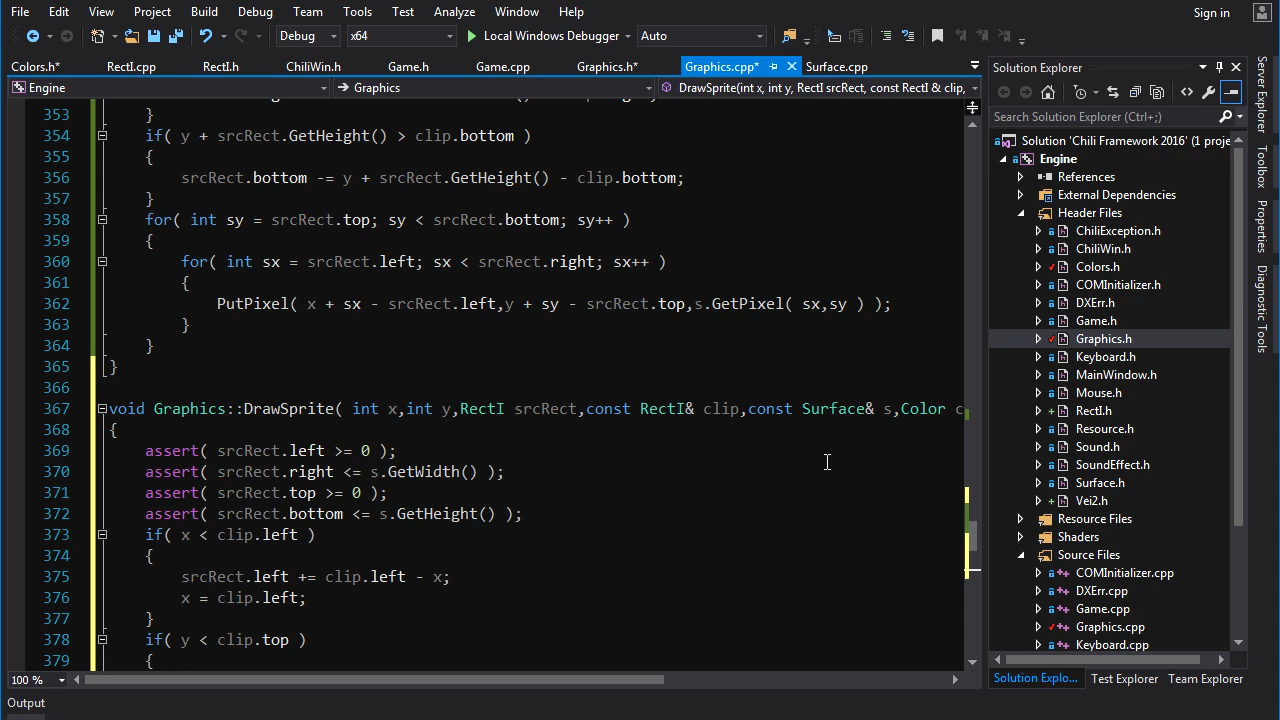 File Edit View Project Build Debug Team Tools Test Analyze Window Help Sign in
Debug x64 Local Windows Debugger Auto
Colors.h* RectI.cpp RectI.h ChiliWin.h Game.h Game.cpp Graphics.h* Graphics.cpp* Surface.cpp
Engine Graphics DrawSprite(int x, int y, RectI srcRect, const RectI & clip,
353 }
354 if( y + srcRect.GetHeight() > clip.bottom )
355 {
356 srcRect.bottom -= y + srcRect.GetHeight() - clip.bottom;
357 }
358 for( int sy = srcRect.top; sy < srcRect.bottom; sy++ )
359 {
360 for( int sx = srcRect.left; sx < srcRect.right; sx++ )
361 {
362 PutPixel( x + sx - srcRect.left,y + sy - srcRect.top,s.GetPixel( sx,sy ) );
363 }
364 }
365 }
366
367 void Graphics::DrawSprite( int x,int y,RectI srcRect,const RectI& clip,const Surface& s,Color c
368 {
369 assert( srcRect.left >= 0 );
370 assert( srcRect.right <= s.GetWidth() );
371 assert( srcRect.top >= 0 );
372 assert( srcRect.bottom <= s.GetHeight() );
373 if( x < clip.left )
374 {
375 srcRect.left += clip.left - x;
376 x = clip.left;
377 }
378 if( y < clip.top )
379 {
100 %
Output
Solution Explorer
Search Solution Explorer (Ctrl+;)
Solution 'Chili Framework 2016' (1 proje
Engine
References
External Dependencies
Header Files
ChiliException.h
ChiliWin.h
Colors.h
COMInitializer.h
DXErr.h
Game.h
Graphics.h
Keyboard.h
MainWindow.h
Mouse.h
RectI.h
Resource.h
Sound.h
SoundEffect.h
Surface.h
Vei2.h
Resource Files
Shaders
Source Files
COMInitializer.cpp
DXErr.cpp
Game.cpp
Graphics.cpp
Keyboard.cpp
Solution Explo... Test Explorer Team Explorer
Server Explorer
Toolbox
Properties
Diagnostic Tools